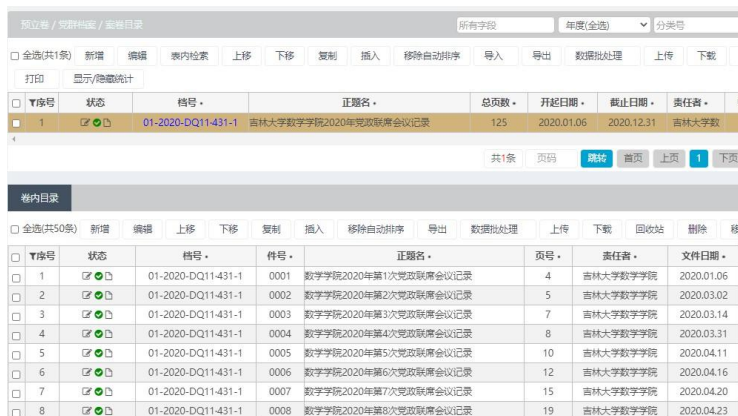 预立卷 / 党群档案 / 案卷目录 所有字段 年度(全选) 分类号
全选(共1条) 新增 编辑 表内检索 上移 下移 复制 插入 移除自动排序 导入 导出 数据批处理 上传 下载
打印 显示/隐藏统计
序号 状态 档号 正题名 总页数 开起日期 截止日期 责任者
1 01-2020-DQ11-431-1 吉林大学数学学院2020年党政联席会议记录 125 2020.01.06 2020.12.31 吉林大学数
共1条 页码 跳转 首页 上页 1 下页
卷内目录
全选(共50条) 新增 编辑 上移 下移 复制 插入 移除自动排序 导出 数据批处理 上传 下载 回收站 删除
序号 状态 档号 件号 正题名 页号 责任者 文件日期
1 01-2020-DQ11-431-1 0001 数学学院2020年第1次党政联席会议记录 4 吉林大学数学学院 2020.01.06
2 01-2020-DQ11-431-1 0002 数学学院2020年第2次党政联席会议记录 5 吉林大学数学学院 2020.03.02
3 01-2020-DQ11-431-1 0003 数学学院2020年第3次党政联席会议记录 7 吉林大学数学学院 2020.03.14
4 01-2020-DQ11-431-1 0004 数学学院2020年第4次党政联席会议记录 8 吉林大学数学学院 2020.03.31
5 01-2020-DQ11-431-1 0005 数学学院2020年第5次党政联席会议记录 10 吉林大学数学学院 2020.04.11
6 01-2020-DQ11-431-1 0006 数学学院2020年第6次党政联席会议记录 12 吉林大学数学学院 2020.04.16
7 01-2020-DQ11-431-1 0007 数学学院2020年第7次党政联席会议记录 15 吉林大学数学学院 2020.04.20
8 01-2020-DQ11-431-1 0008 数学学院2020年第8次党政联席会议记录 19 吉林大学数学学院 2020.04.23